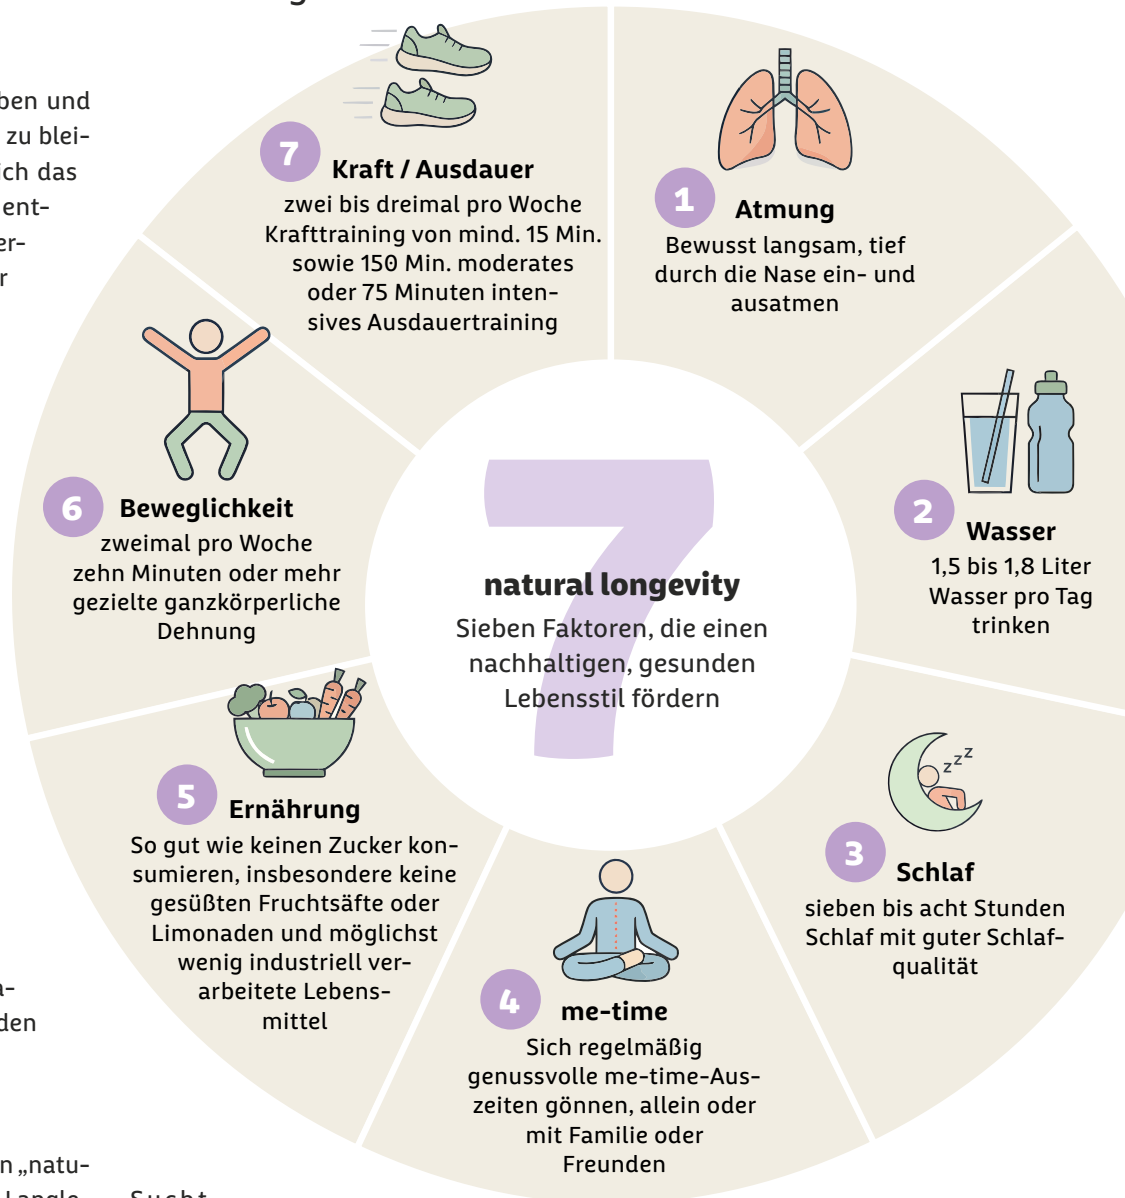 ben und
zu blei-
ich das
ent-
er-
r
7
Kraft / Ausdauer
zwei bis dreimal pro Woche
Krafttraining von mind. 15 Min.
sowie 150 Min. moderates
oder 75 Minuten inten-
sives Ausdauertraining
1
Atmung
Bewusst langsam, tief
durch die Nase ein- und
ausatmen
2
Wasser
1,5 bis 1,8 Liter
Wasser pro Tag
trinken
zzz
3
Schlaf
sieben bis acht Stunden
Schlaf mit guter Schlaf-
qualität
4
me-time
Sich regelmäßig
genussvolle me-time-Aus-
zeiten gönnen, allein oder
mit Familie oder
Freunden
5
Ernährung
So gut wie keinen Zucker kon-
sumieren, insbesondere keine
gesüßten Fruchtsäfte oder
Limonaden und möglichst
wenig industriell ver-
arbeitete Lebens-
mittel
6
Beweglichkeit
zweimal pro Woche
zehn Minuten oder mehr
gezielte ganzkörperliche
Dehnung
7
natural longevity
Sieben Faktoren, die einen
nachhaltigen, gesunden
Lebensstil fördern
a-
den
n „natu-